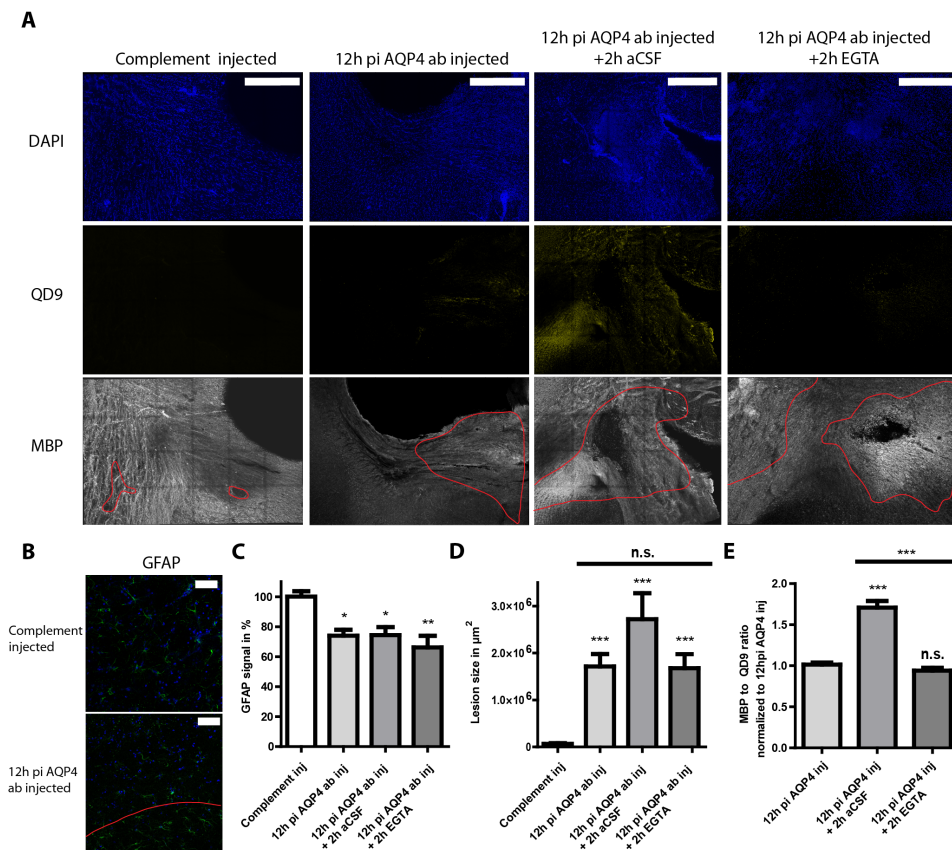 A
Complement injected
12h pi AQP4 ab injected
12h pi AQP4 ab injected
+2h aCSF
12h pi AQP4 ab injected
+2h EGTA
DAPI
QD9
MBP
B
GFAP
Complement
injected
12h pi AQP4
ab injected
C
GFAP signal in %
100
80
60
40
20
0
*
*
**
Complement inj
12h pi AQP4 ab inj
12h pi AQP4 ab inj
+ 2h aCSF
12h pi AQP4 ab inj
+ 2h EGTA
D
n.s.
Lesion size in µm²
3.0×10⁶
2.0×10⁶
1.0×10⁶
0
***
***
***
Complement inj
12h pi AQP4 ab inj
12h pi AQP4 ab inj
+ 2h aCSF
12h pi AQP4 ab inj
+ 2h EGTA
E
***
MBP to QD9 ratio
normalized to 12hpi AQP4 inj
2.0
1.5
1.0
0.5
0.0
***
n.s.
12h pi AQP4 inj
12h pi AQP4 inj
+ 2h aCSF
12h pi AQP4 inj
+ 2h EGTA